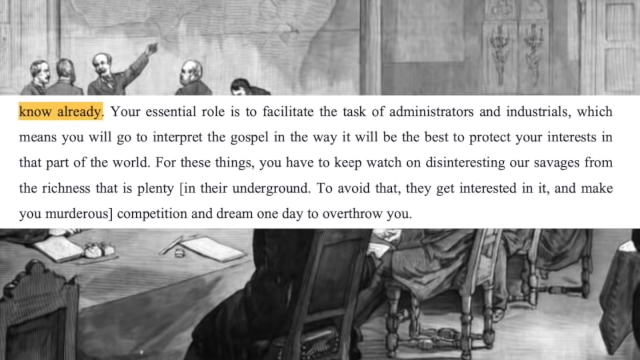 know already. Your essential role is to facilitate the task of administrators and industrials, which
means you will go to interpret the gospel in the way it will be the best to protect your interests in
that part of the world. For these things, you have to keep watch on disinteresting our savages from
the richness that is plenty [in their underground. To avoid that, they get interested in it, and make
you murderous] competition and dream one day to overthrow you.